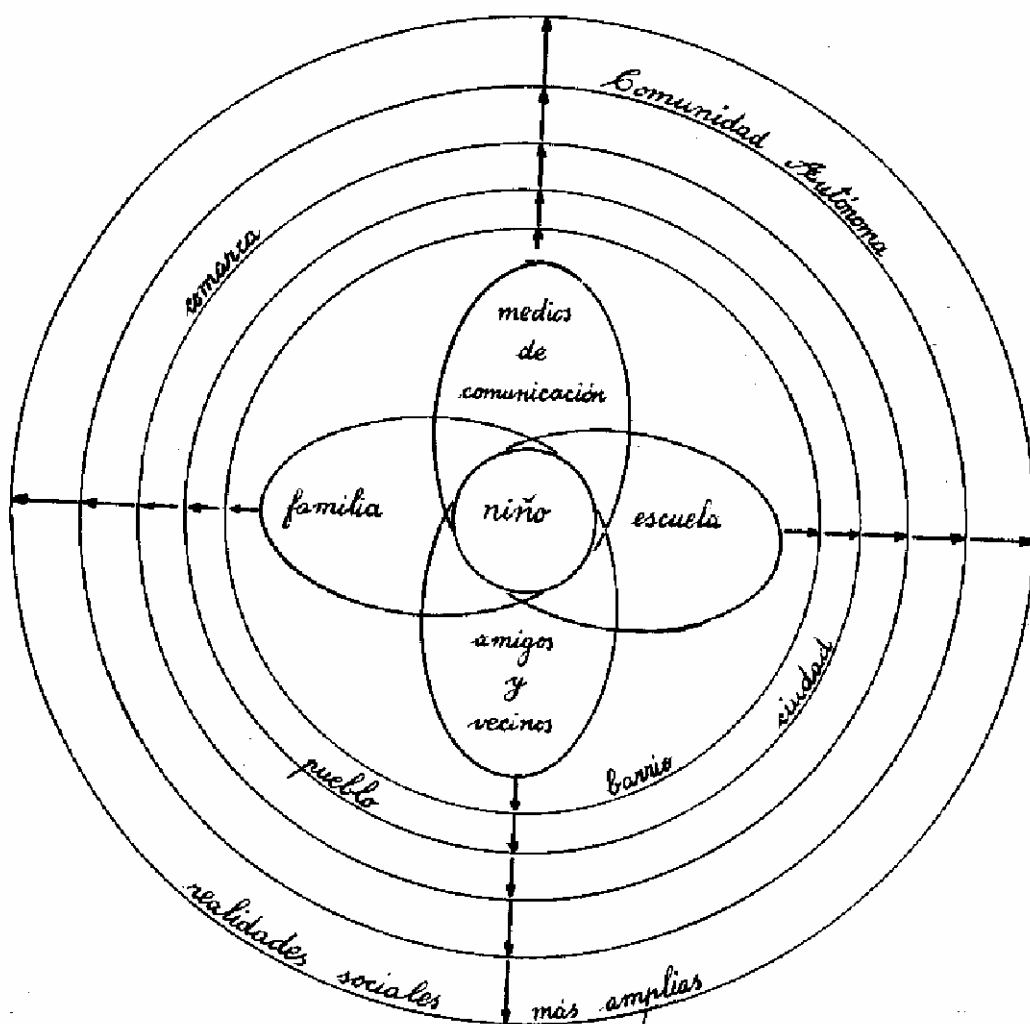 Comunidad Autónoma
comarca
medios
de
comunicación
familia
niño
escuela
amigos
y
vecinos
ciudad
barrio
pueblo
realidades sociales más amplias